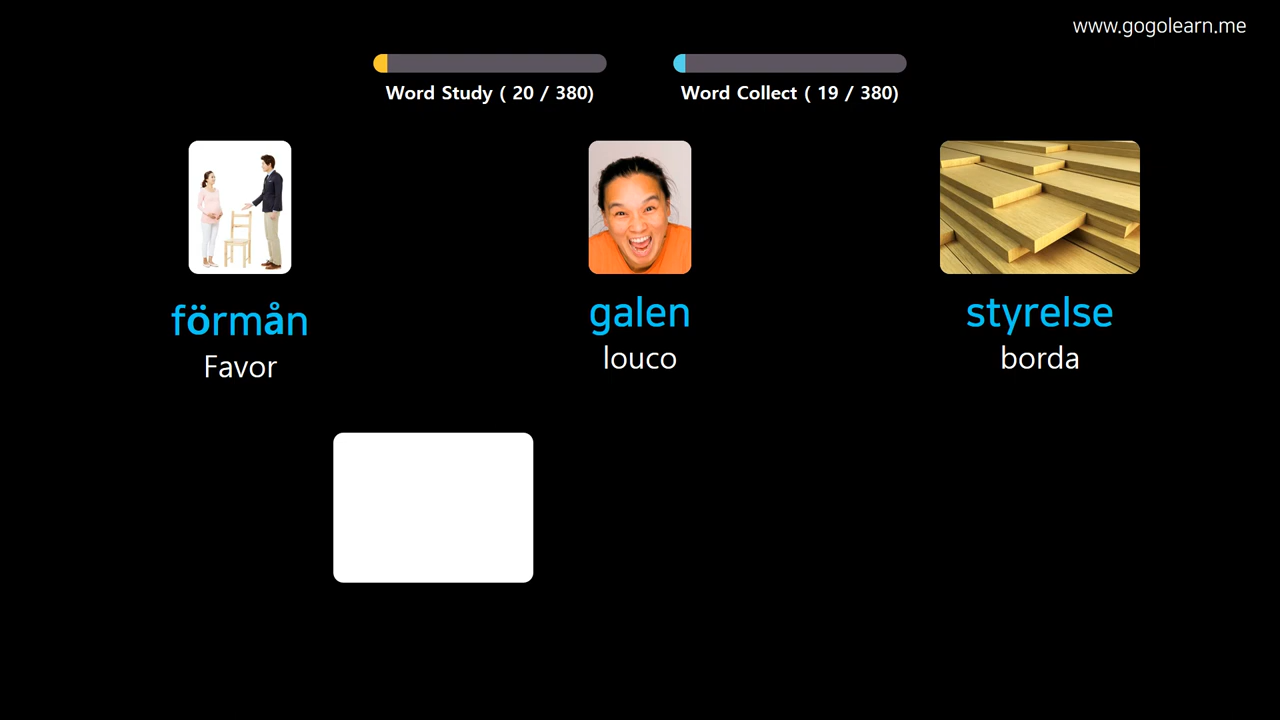 www.gogolearn.me
Word Study ( 20 / 380)
Word Collect ( 19 / 380)
förmån
Favor
galen
louco
styrelse
borda